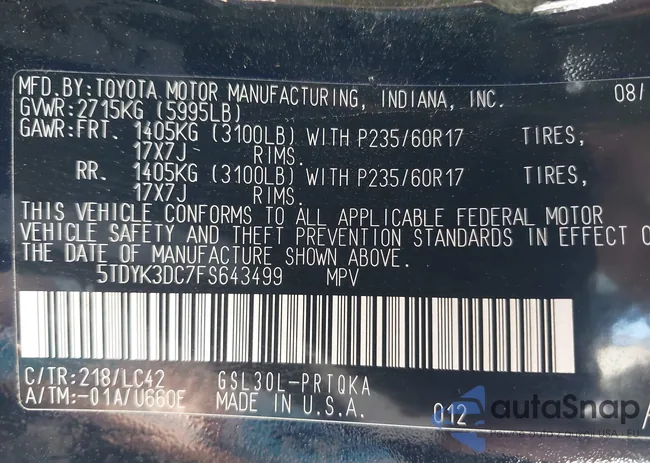 MFD.BY:TOYOTA MOTOR MANUFACTURING, INDIANA, INC. 08/
GVWR:2715KG (5995LB)
GAWR:FRT. 1405KG (3100LB) WITH P235/60R17 TIRES,
17X7J RIMS.
RR. 1405KG (3100LB) WITH P235/60R17 TIRES,
17X7J RIMS.
THIS VEHICLE CONFORMS TO ALL APPLICABLE FEDERAL MOTOR
VEHICLE SAFETY AND THEFT PREVENTION STANDARDS IN EFFECT O
THE DATE OF MANUFACTURE SHOWN ABOVE.
5TDYK3DC7FS643499 MPV
C/TR:218/LC42 GSL30L-PRTQKA
A/TM:-01A/U660E MADE IN U.S.A. 012
autoSnap